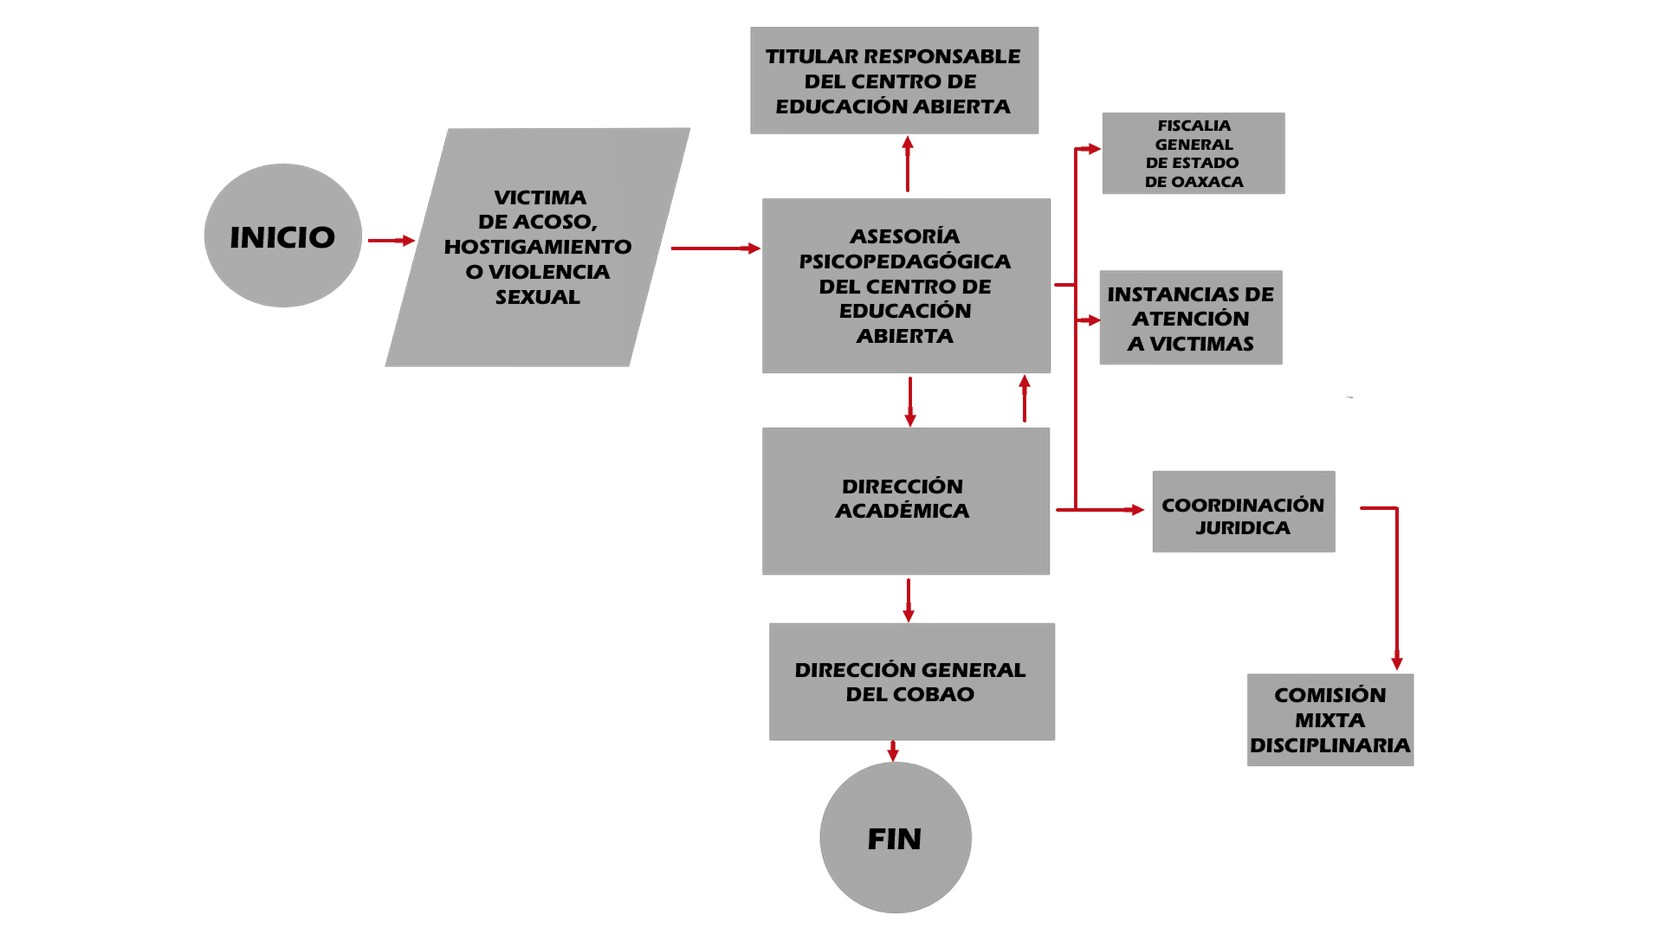 INICIO
VICTIMA
DE ACOSO,
HOSTIGAMIENTO
O VIOLENCIA
SEXUAL
TITULAR RESPONSABLE
DEL CENTRO DE
EDUCACIÓN ABIERTA
ASESORÍA
PSICOPEDAGÓGICA
DEL CENTRO DE
EDUCACIÓN
ABIERTA
FISCALIA
GENERAL
DE ESTADO
DE OAXACA
INSTANCIAS DE
ATENCIÓN
A VICTIMAS
DIRECCIÓN
ACADÉMICA
COORDINACIÓN
JURIDICA
DIRECCIÓN GENERAL
DEL COBAO
COMISIÓN
MIXTA
DISCIPLINARIA
FIN